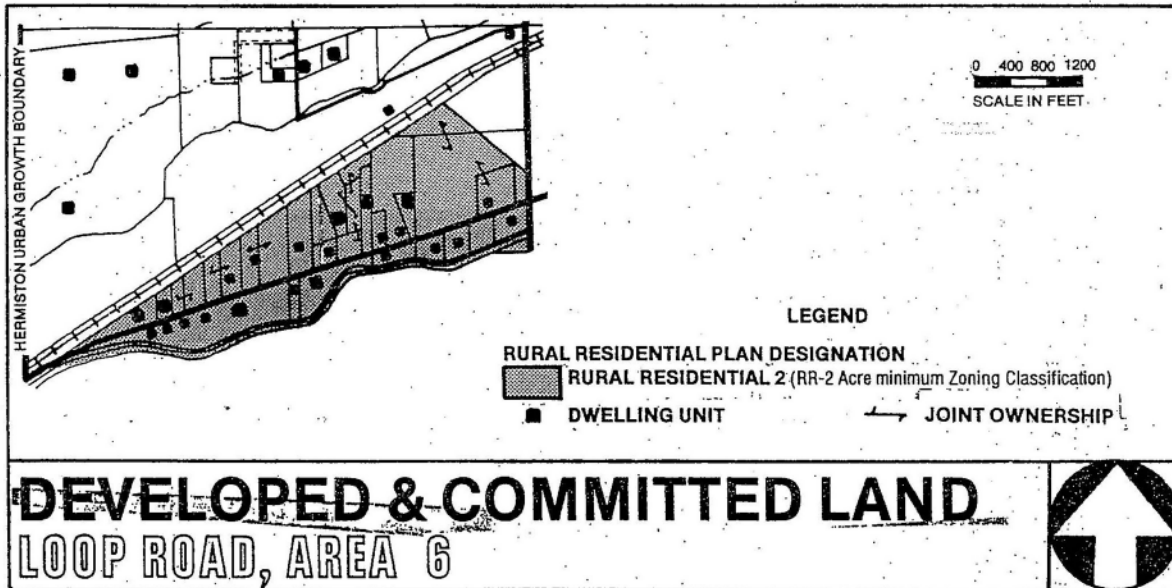 HERMISTON URBAN GROWTH BOUNDARY
0 400 800 1200
SCALE IN FEET
LEGEND
RURAL RESIDENTIAL PLAN DESIGNATION
RURAL RESIDENTIAL 2 (RR-2 Acre minimum Zoning Classification)
DWELLING UNIT
JOINT OWNERSHIP
DEVELOPED & COMMITTED LAND
LOOP ROAD, AREA 6